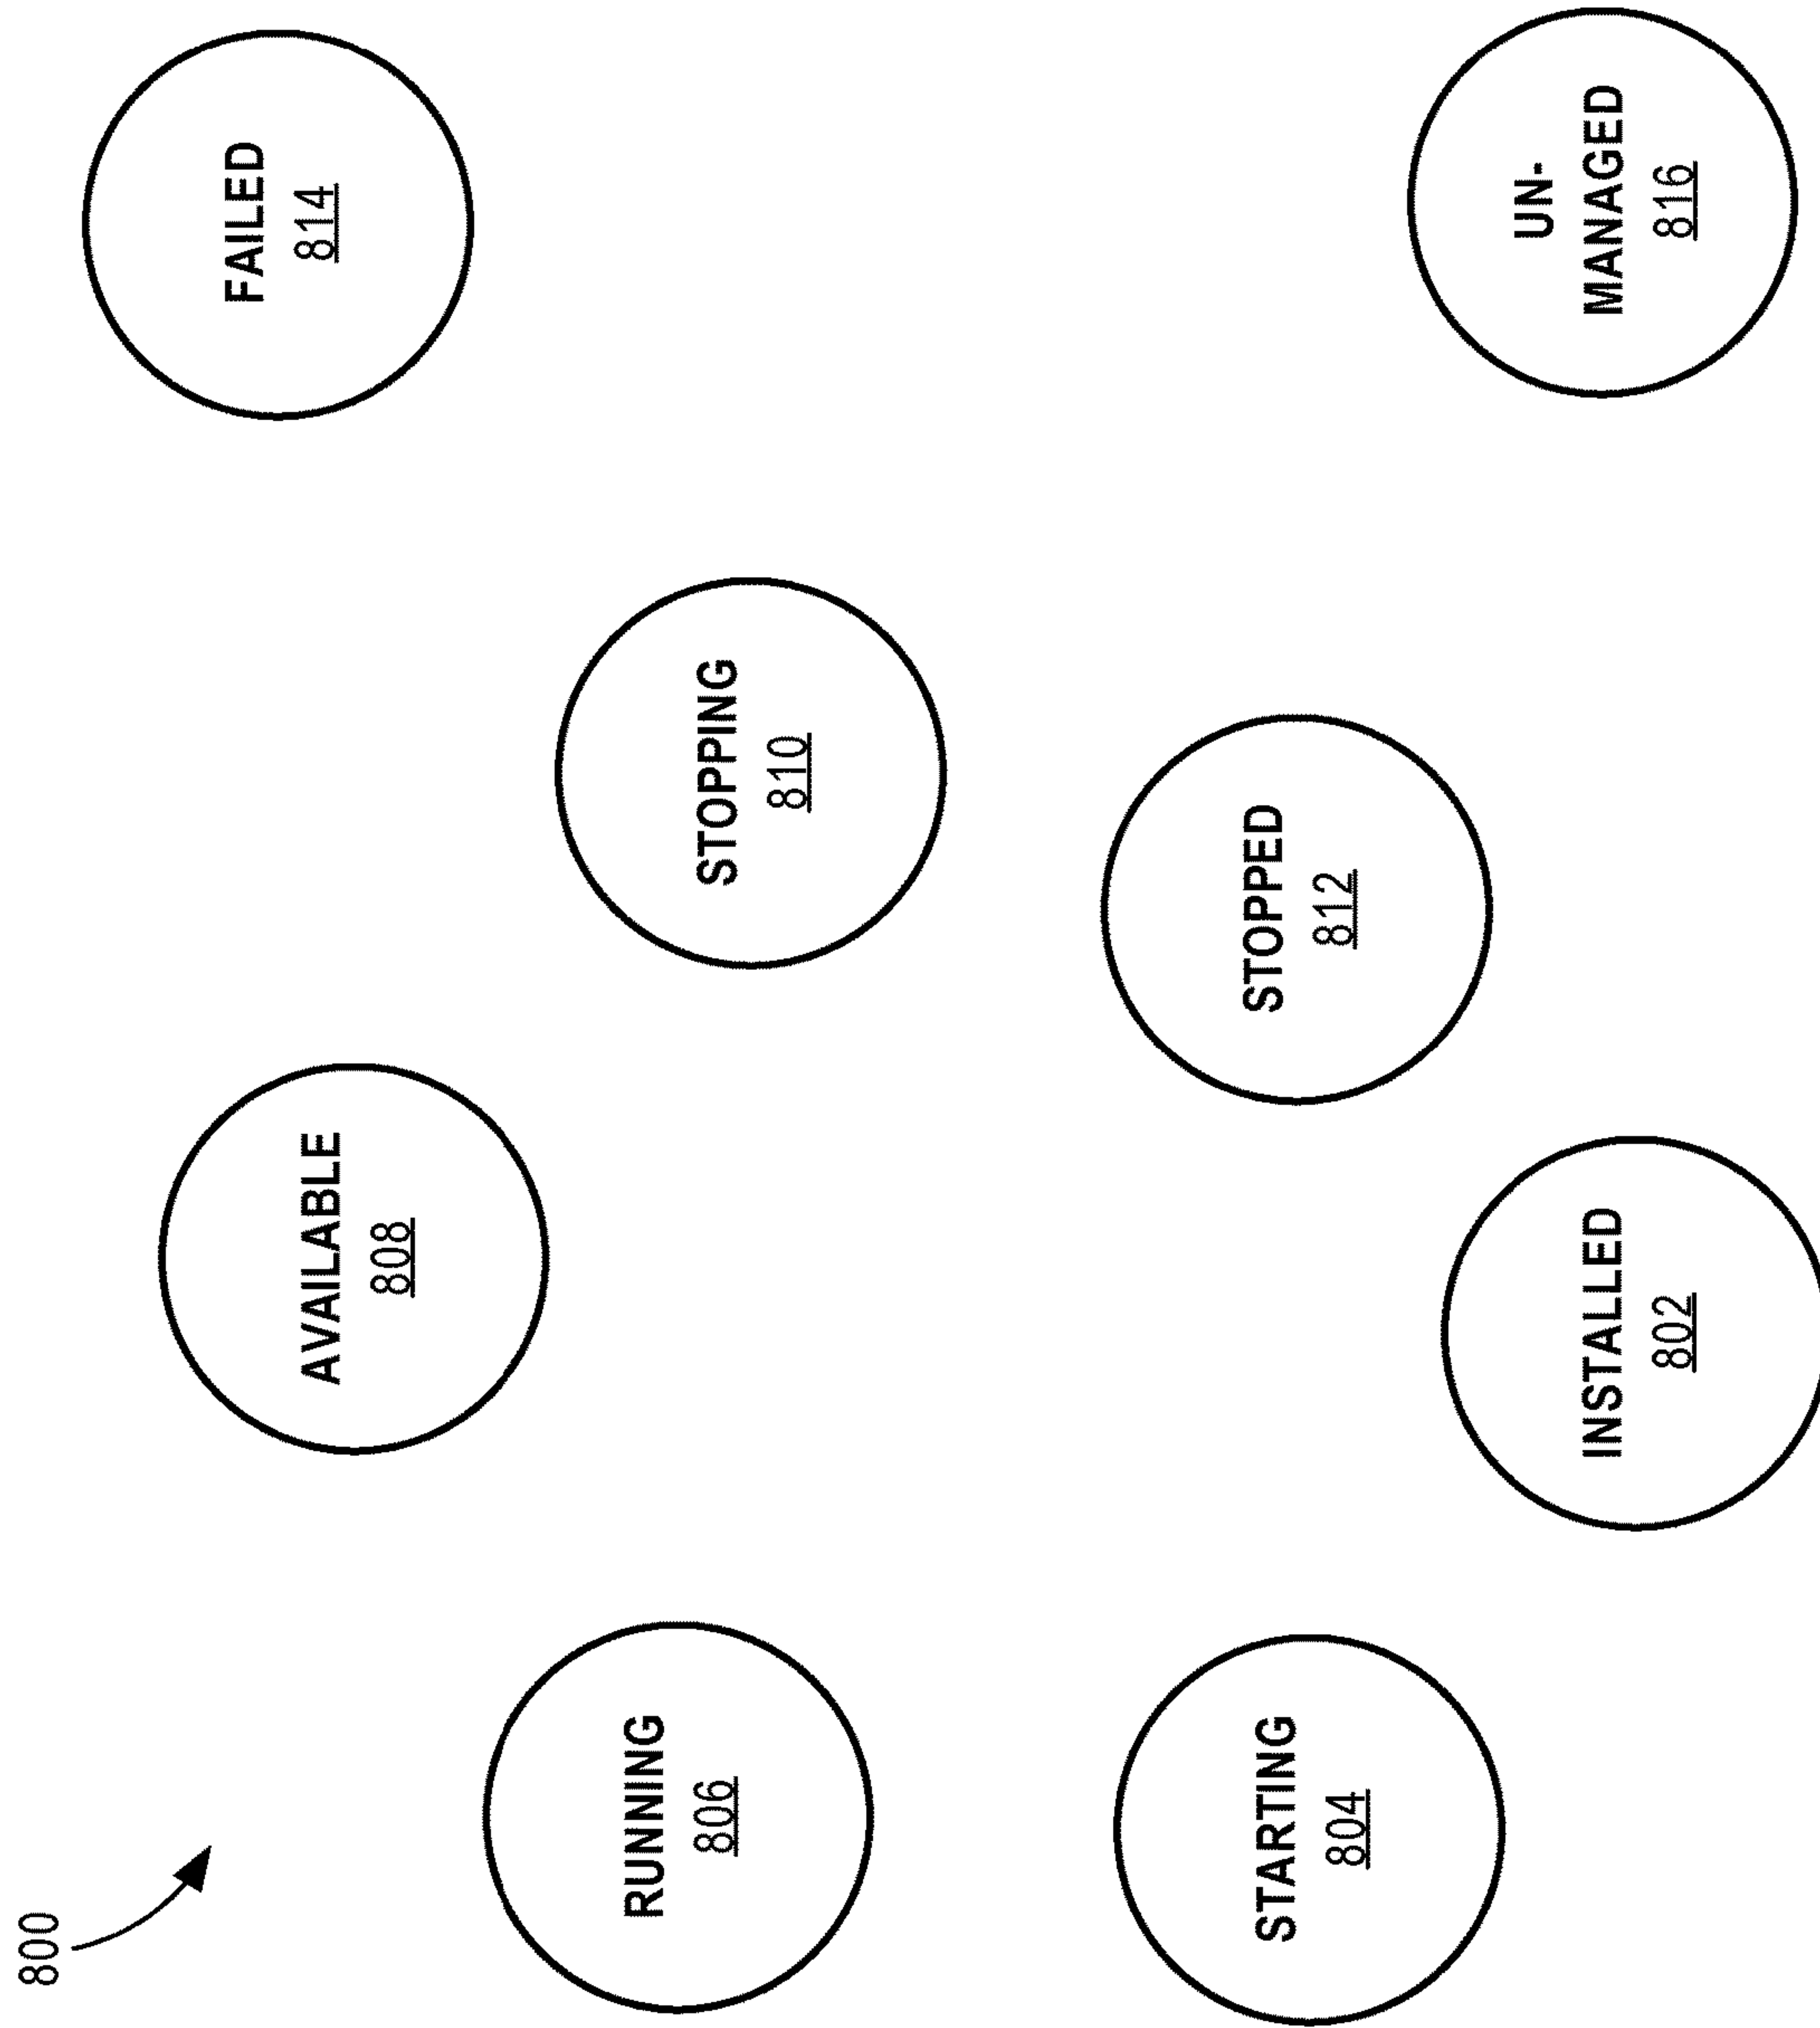 800
AVAILABLE
808
FAILED
814
RUNNING
806
STOPPING
810
STARTING
804
STOPPED
812
INSTALLED
802
UN-
MANAGED
816